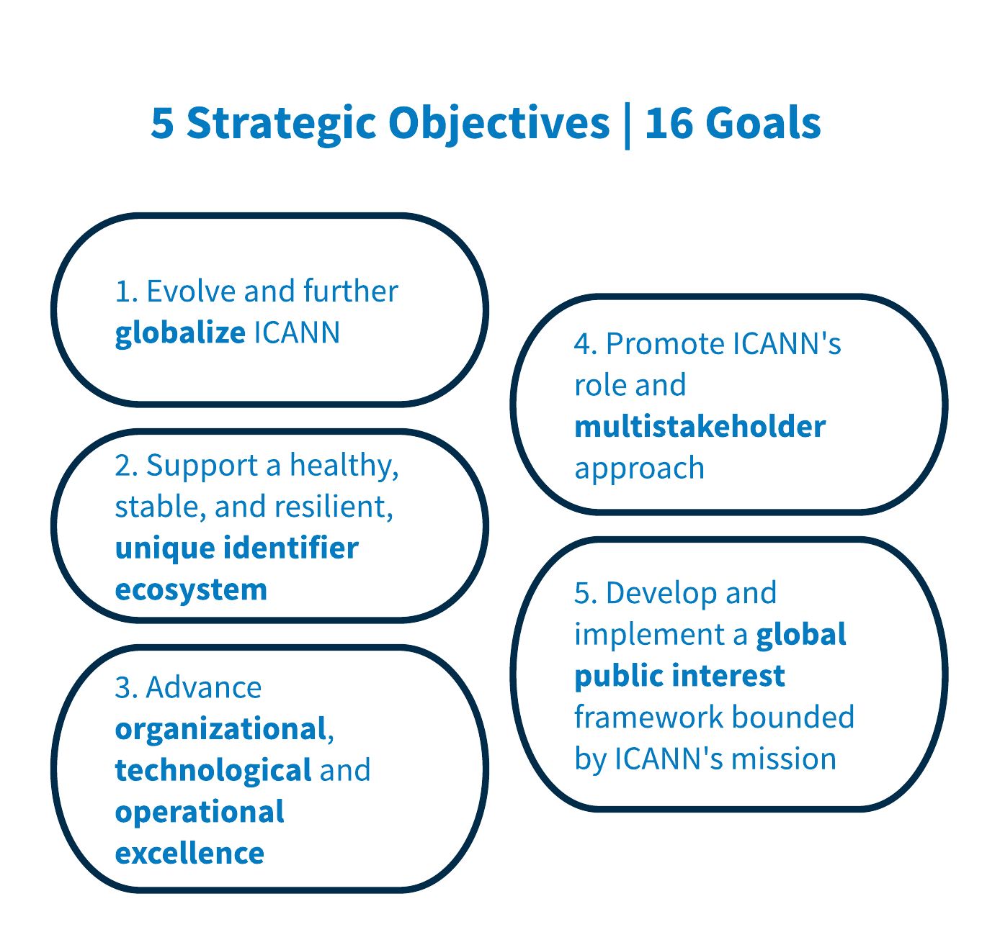 5 Strategic Objectives | 16 Goals
1. Evolve and further
globalize ICANN
2. Support a healthy,
stable, and resilient,
unique identifier
ecosystem
3. Advance
organizational,
technological and
operational
excellence
4. Promote ICANN's
role and
multistakeholder
approach
5. Develop and
implement a global
public interest
framework bounded
by ICANN's mission